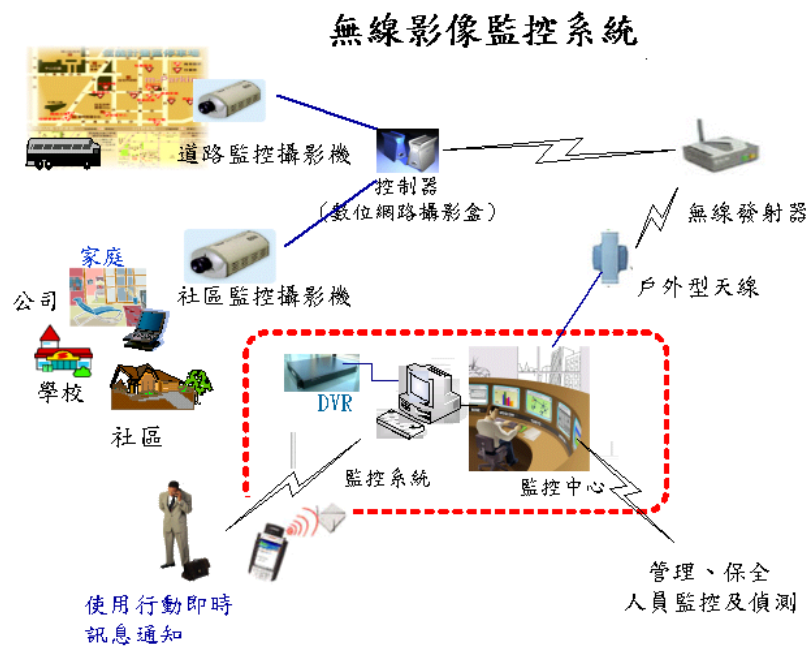 無線影像監控系統
道路監控攝影機
控制器
（數位網路攝影盒）
無線發射器
戶外型天線
家庭
公司
社區監控攝影機
學校
社區
DVR
監控系統
監控中心
管理、保全
人員監控及偵測
使用行動即時
訊息通知